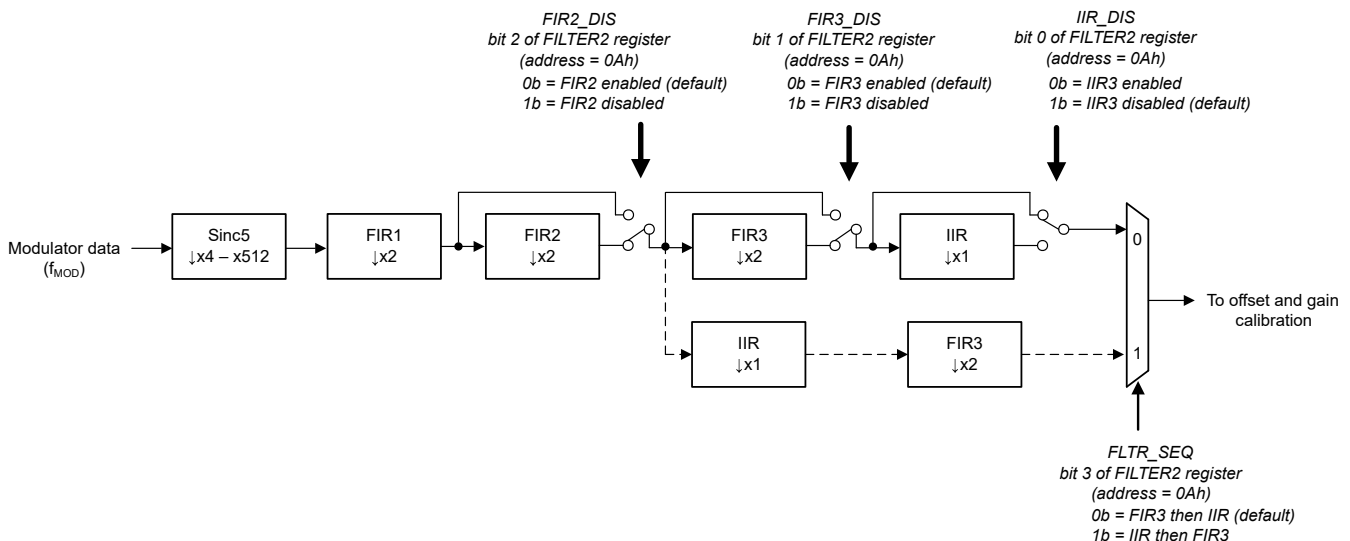 FIR2_DIS
bit 2 of FILTER2 register
(address = 0Ah)
0b = FIR2 enabled (default)
1b = FIR2 disabled
FIR3_DIS
bit 1 of FILTER2 register
(address = 0Ah)
0b = FIR3 enabled (default)
1b = FIR3 disabled
IIR_DIS
bit 0 of FILTER2 register
(address = 0Ah)
0b = IIR3 enabled
1b = IIR3 disabled (default)
Modulator data
(fMOD)
Sinc5
↓x4 – x512
FIR1
↓x2
FIR2
↓x2
FIR3
↓x2
IIR
↓x1
0
To offset and gain
calibration
IIR
↓x1
FIR3
↓x2
1
FLTR_SEQ
bit 3 of FILTER2 register
(address = 0Ah)
0b = FIR3 then IIR (default)
1b = IIR then FIR3